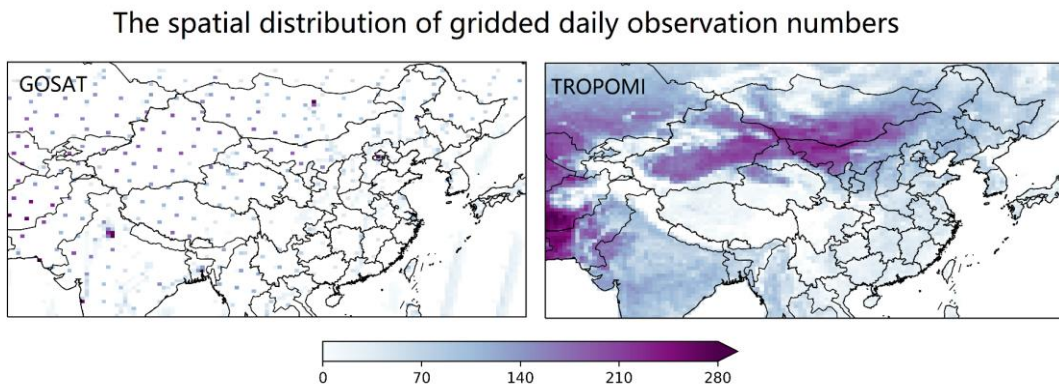 The spatial distribution of gridded daily observation numbers
GOSAT
TROPOMI
0 70 140 210 280